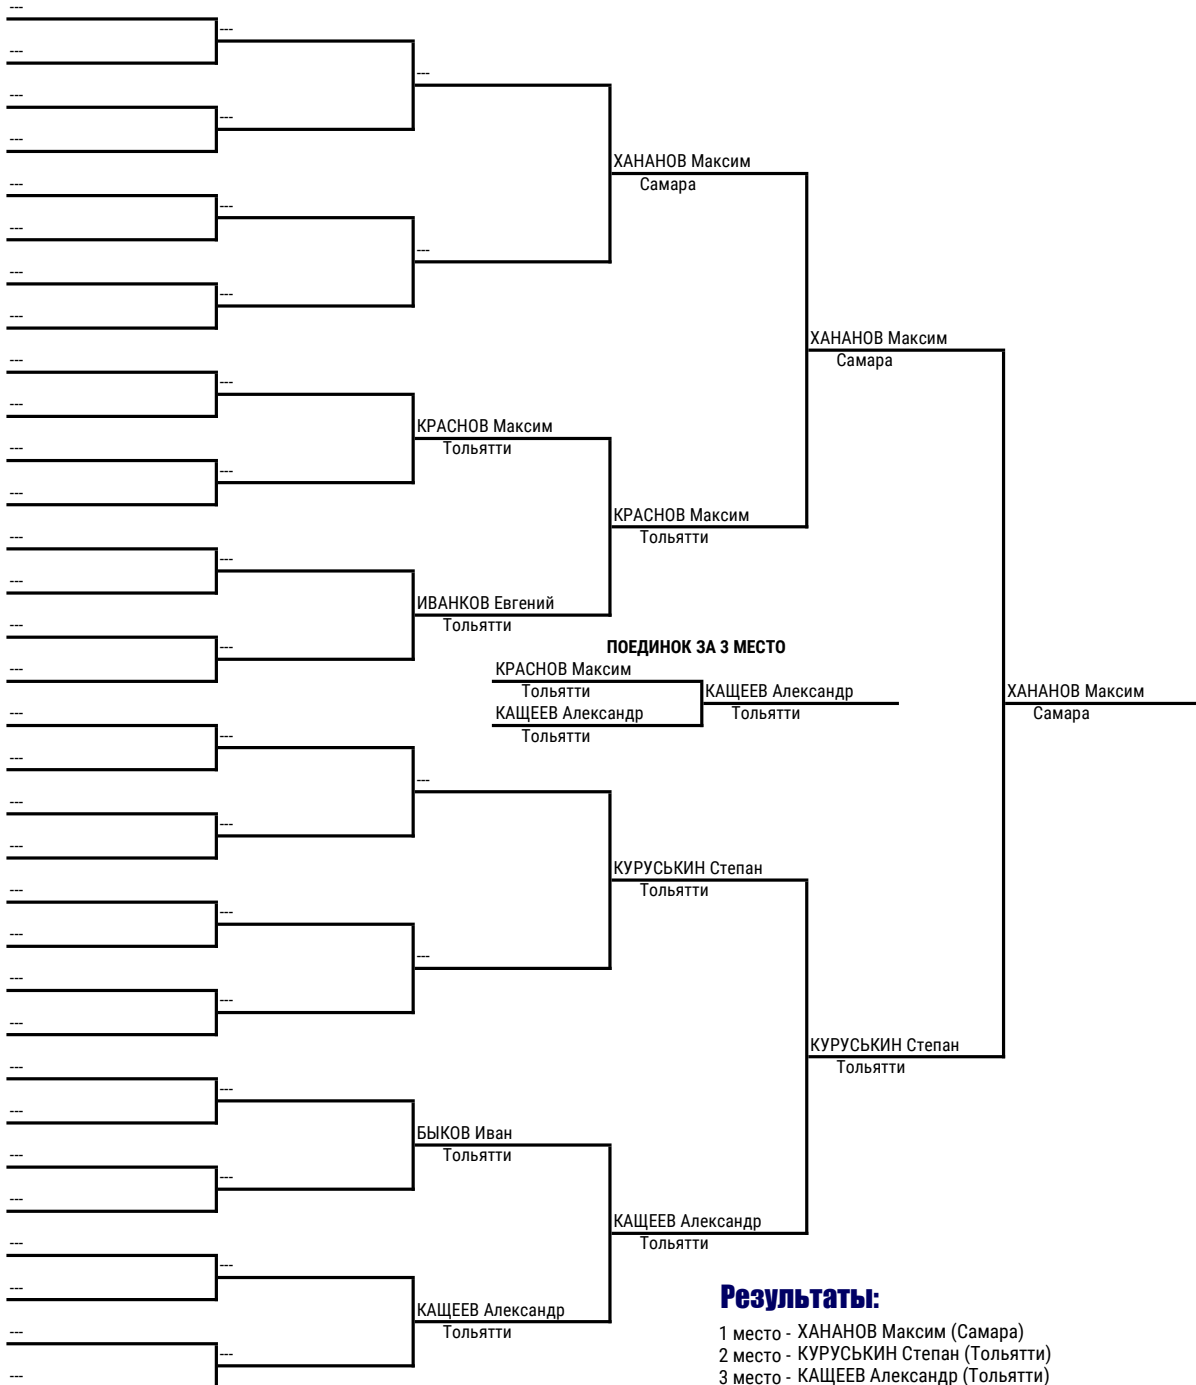 ---
---
---
---
---
---
---
---
---
---
---
ХАНАНОВ Максим
Самара
---
---
---
---
---
---
---
ХАНАНОВ Максим
Самара
---
---
---
КРАСНОВ Максим
Тольятти
---
---
---
КРАСНОВ Максим
Тольятти
---
---
---
ИВАНКОВ Евгений
Тольятти
---
---
---
ПОЕДИНОК ЗА 3 МЕСТО
КРАСНОВ Максим
Тольятти
КАЩЕЕВ Александр
Тольятти
КАЩЕЕВ Александр
Тольятти
ХАНАНОВ Максим
Самара
---
---
---
---
---
---
---
КУРУСЬКИН Степан
Тольятти
---
---
---
---
---
---
---
КУРУСЬКИН Степан
Тольятти
---
---
---
БЫКОВ Иван
Тольятти
---
---
---
КАЩЕЕВ Александр
Тольятти
---
---
---
КАЩЕЕВ Александр
Тольятти
---
---
---
Результаты:
1 место - ХАНАНОВ Максим (Самара)
2 место - КУРУСЬКИН Степан (Тольятти)
3 место - КАЩЕЕВ Александр (Тольятти)